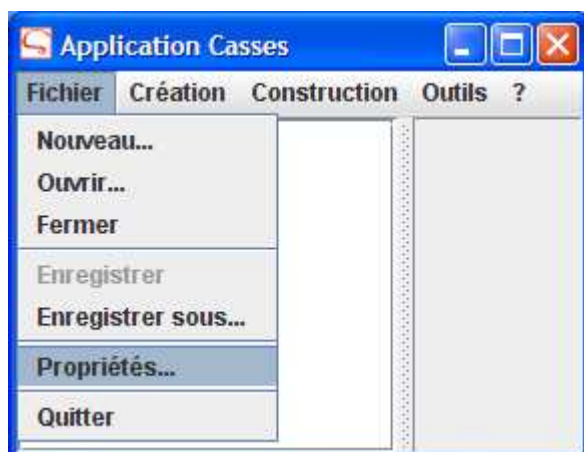 Application Casses
Fichier Création Construction Outils ?
Nouveau...
Ouvrir...
Fermer
Enregistrer
Enregistrer sous...
Propriétés...
Quitter